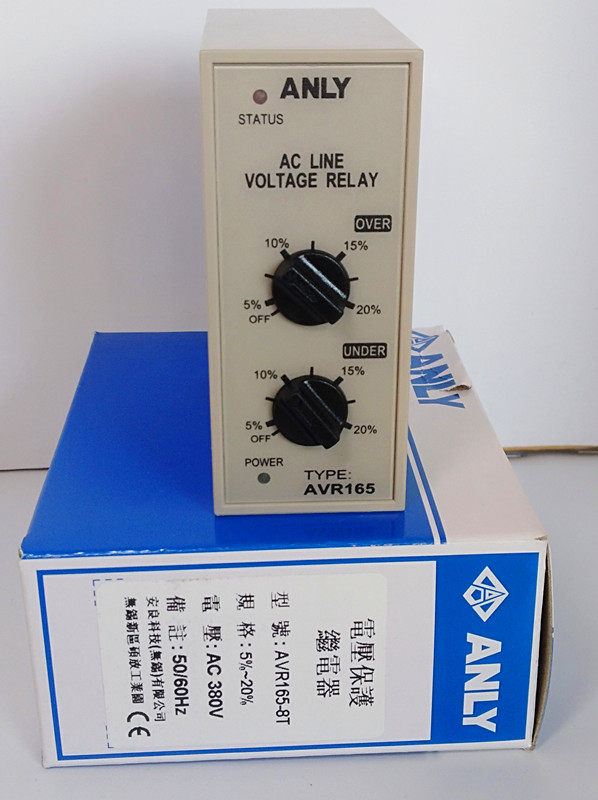 ANLY
STATUS
AC LINE
VOLTAGE RELAY
OVER
10%
15%
5%
20%
OFF
UNDER
10%
15%
5%
20%
OFF
POWER
TYPE:
AVR165
ANLY
ANLY
電壓保護
繼電器
型號:AVR165-8T
規格:5%~20%
電壓:AC 380V
備註:50/60Hz
安良科技(無錫)有限公司
無錫新區碩放工業園
CE